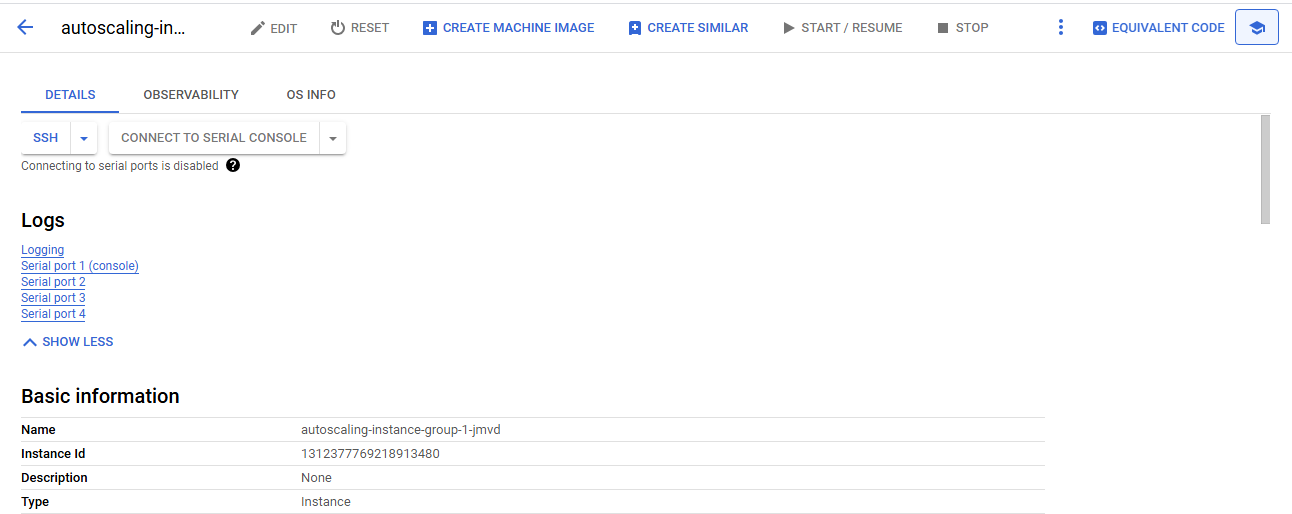 autoscaling-in...
EDIT
RESET
CREATE MACHINE IMAGE
CREATE SIMILAR
START / RESUME
STOP
EQUIVALENT CODE
DETAILS
OBSERVABILITY
OS INFO
SSH
CONNECT TO SERIAL CONSOLE
Connecting to serial ports is disabled ?
Logs
Logging
Serial port 1 (console)
Serial port 2
Serial port 3
Serial port 4
SHOW LESS
Basic information
Name autoscaling-instance-group-1-jmvd
Instance Id 1312377769218913480
Description None
Type Instance